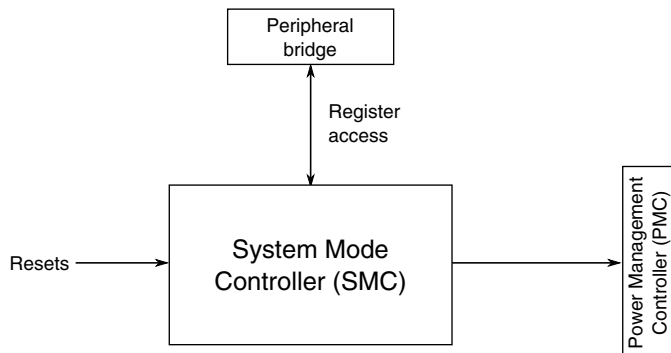 Peripheral
bridge
Register
access
Resets
System Mode
Controller (SMC)
Power Management
Controller (PMC)